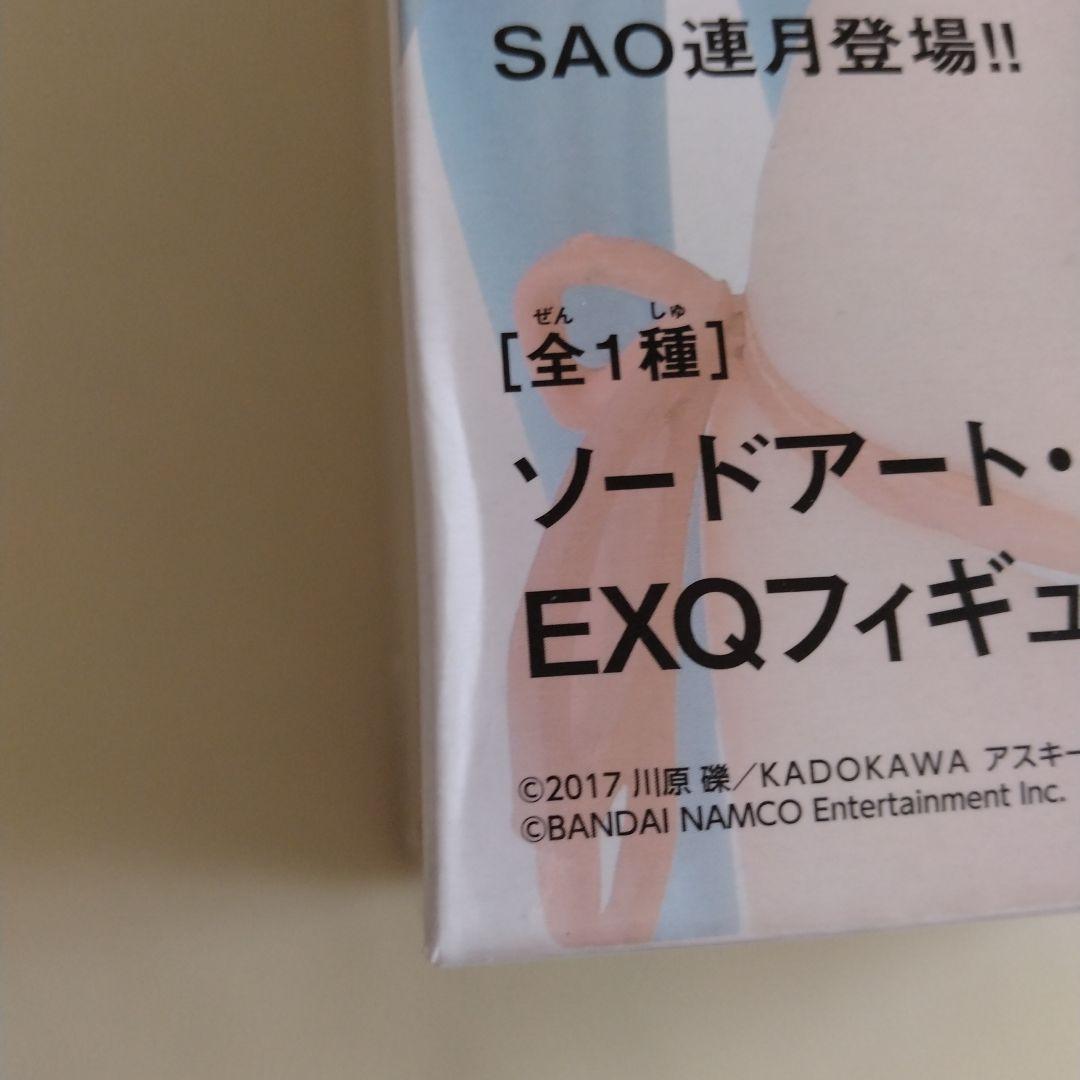 SAO連月登場!!
ぜん しゅ
[全1種]
ソードアート・
EXQフィギュ
©2017 川原 礫／KADOKAWA アスキー
©BANDAI NAMCO Entertainment Inc.